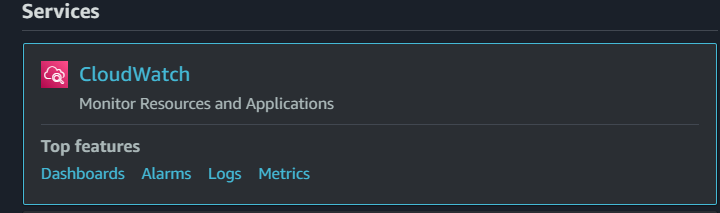 Services
CloudWatch
Monitor Resources and Applications
Top features
Dashboards Alarms Logs Metrics